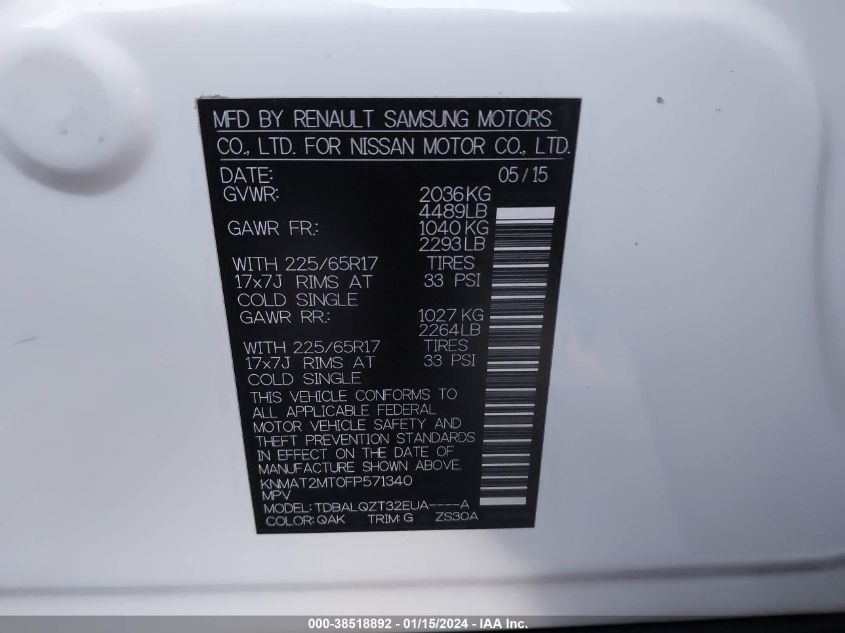 MFD BY RENAULT SAMSUNG MOTORS
CO., LTD. FOR NISSAN MOTOR CO., LTD.
DATE: 05/15
GVWR: 2036KG
4489LB
GAWR FR.: 1040KG
2293LB
WITH 225/65R17 TIRES
17x7J RIMS AT 33 PSI
COLD SINGLE
GAWR RR.: 1027KG
2264LB
WITH 225/65R17 TIRES
17x7J RIMS AT 33 PSI
COLD SINGLE
THIS VEHICLE CONFORMS TO
ALL APPLICABLE FEDERAL
MOTOR VEHICLE SAFETY AND
THEFT PREVENTION STANDARDS
IN EFFECT ON THE DATE OF
MANUFACTURE SHOWN ABOVE.
KNMAT2MT0FP571340
MPV
MODEL: TDBALQZT32EUA----A
COLOR: QAK TRIM: G ZS30A
000-38518892 - 01/15/2024 - IAA Inc.